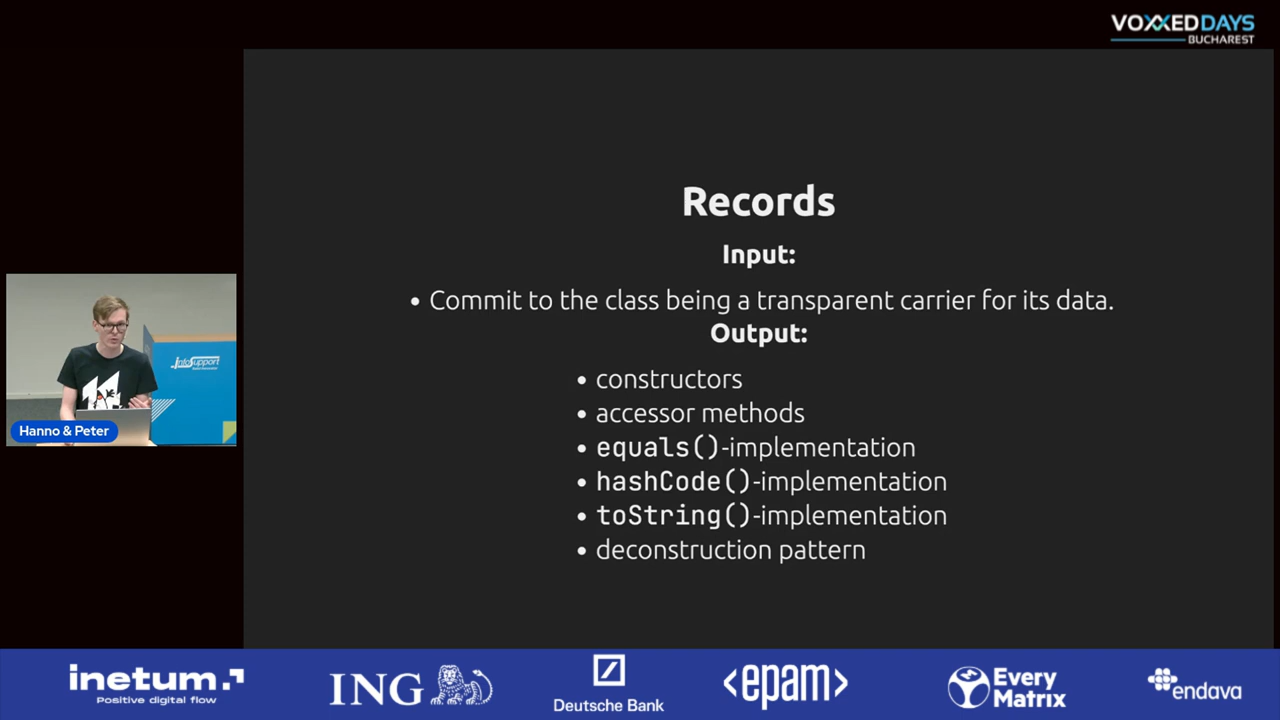 VOXXED DAYS
BUCHAREST
Records
Input:
• Commit to the class being a transparent carrier for its data.
Output:
• constructors
• accessor methods
• equals()-implementation
• hashCode()-implementation
• toString()-implementation
• deconstruction pattern
infoSupport
Hanno & Peter
inetum.
Positive digital flow
ING
Deutsche Bank
<epam>
Every
Matrix
endava